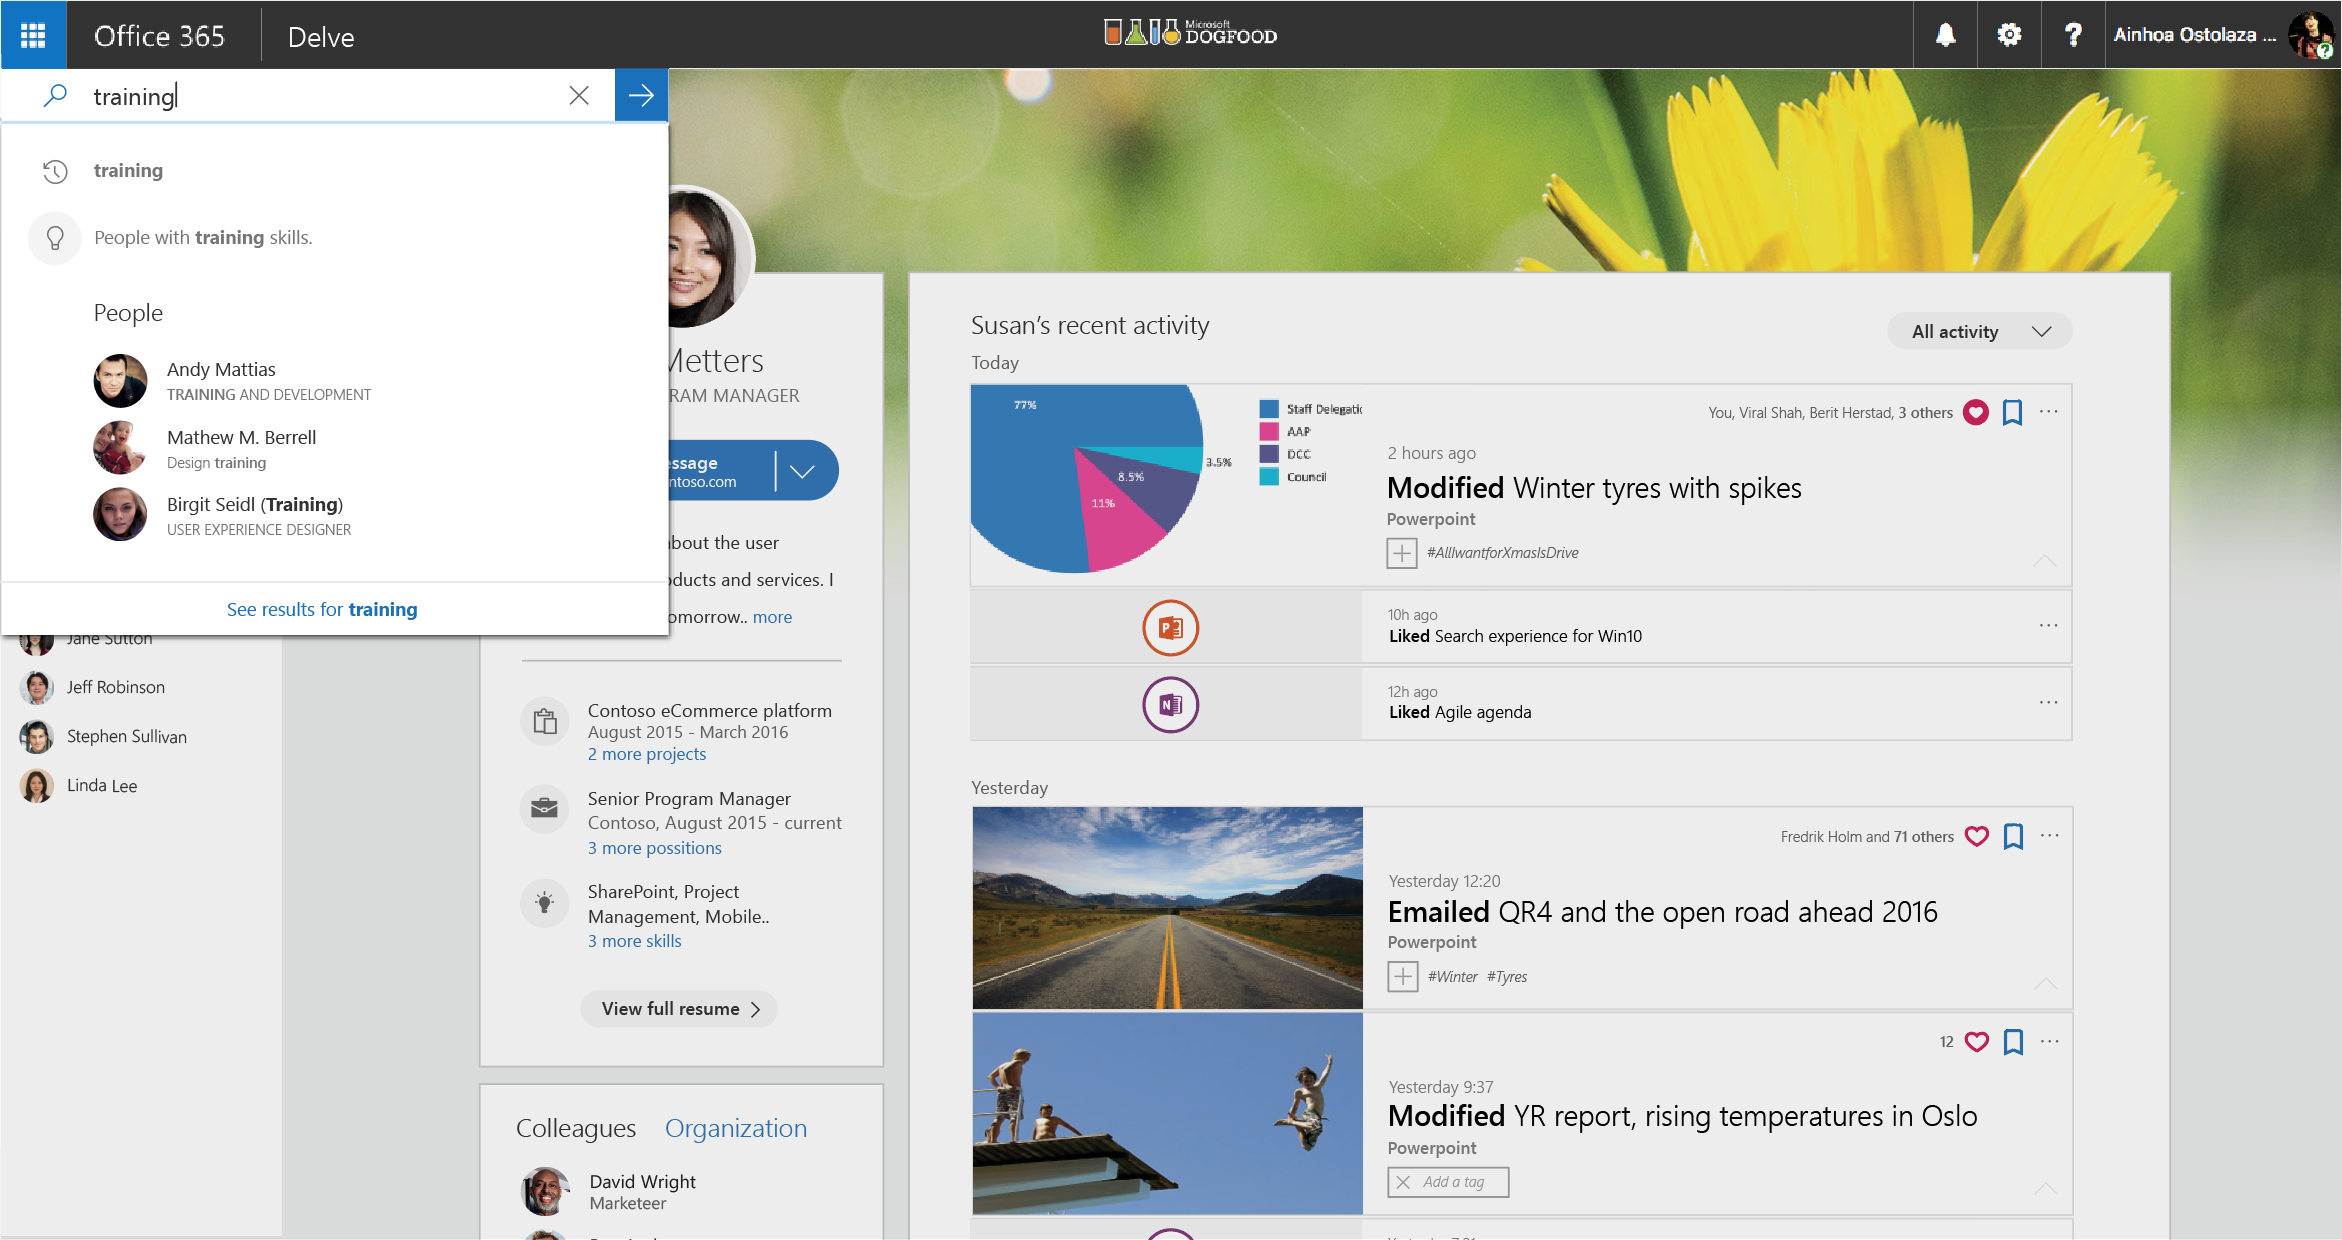 Office 365
Delve
Microsoft
DOGFOOD
?
Ainhoa Ostolaza ...
training
training
People with training skills.
People
Andy Mattias
TRAINING AND DEVELOPMENT
Mathew M. Berrell
Design training
Birgit Seidl (Training)
USER EXPERIENCE DESIGNER
See results for training
Jane Sutton
Jeff Robinson
Stephen Sullivan
Linda Lee
Metters
RAM MANAGER
ssage
ntoso.com
bout the user
ducts and services. I
omorrow.. more
Contoso eCommerce platform
August 2015 - March 2016
2 more projects
Senior Program Manager
Contoso, August 2015 - current
3 more possitions
SharePoint, Project
Management, Mobile..
3 more skills
View full resume
Colleagues Organization
David Wright
Marketeer
Susan's recent activity
All activity
Today
77%
11%
8.5%
3.5%
Staff Delegatic
AAP
DCC
Council
You, Viral Shah, Berit Herstad, 3 others
2 hours ago
Modified Winter tyres with spikes
Powerpoint
#AllIwantforXmasIsDrive
10h ago
Liked Search experience for Win10
12h ago
Liked Agile agenda
Yesterday
Fredrik Holm and 71 others
Yesterday 12:20
Emailed QR4 and the open road ahead 2016
Powerpoint
#Winter #Tyres
12
Yesterday 9:37
Modified YR report, rising temperatures in Oslo
Powerpoint
Add a tag